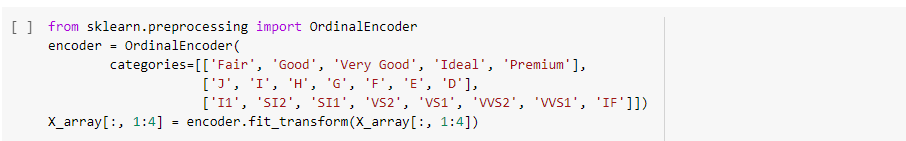 [ ] from sklearn.preprocessing import OrdinalEncoder
encoder = OrdinalEncoder(
        categories=[['Fair', 'Good', 'Very Good', 'Ideal', 'Premium'],
                    ['J', 'I', 'H', 'G', 'F', 'E', 'D'],
                    ['I1', 'SI2', 'SI1', 'VS2', 'VS1', 'VVS2', 'VVS1', 'IF']])
X_array[:, 1:4] = encoder.fit_transform(X_array[:, 1:4])